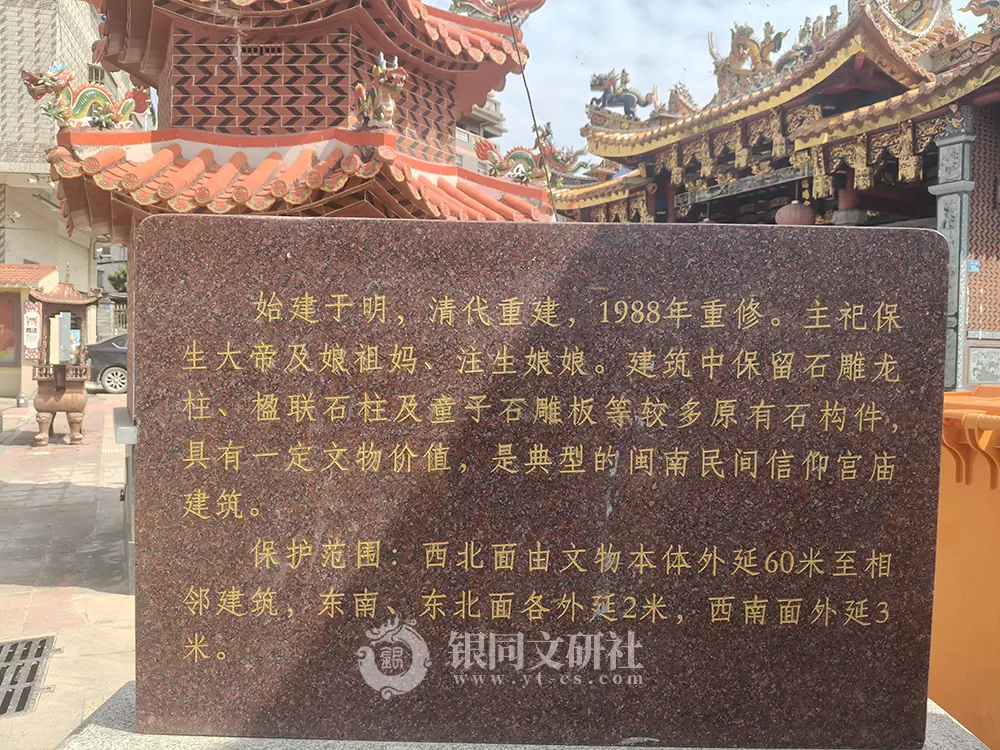 始建于明，清代重建，1988年重修。主祀保
生大帝及娘祖妈、注生娘娘。建筑中保留石雕龙
柱、楹联石柱及童子石雕板等较多原有石构件，
具有一定文物价值，是典型的闽南民间信仰宫庙
建筑。
保护范围：西北面由文物本体外延60米至相
邻建筑，东南、东北面各外延2米，西南面外延3
米。
银同文研社
www.yt-cs.com